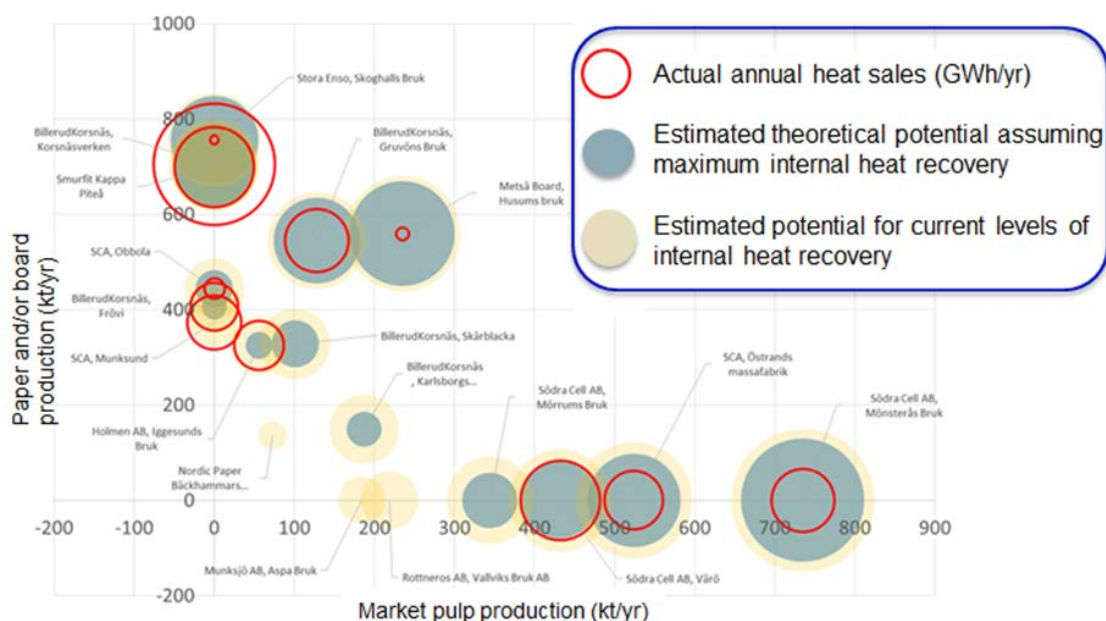 1000
800
600
400
200
0
-200
-200
-100
0
100
200
300
400
500
600
700
800
900
Paper and/or board
production (kt/yr)
Market pulp production (kt/yr)
Actual annual heat sales (GWh/yr)
Estimated theoretical potential assuming
maximum internal heat recovery
Estimated potential for current levels of
internal heat recovery
Stora Enso, Skoghalls Bruk
BillerudKorsnäs,
Korsnäsverken
Smurfit Kappa
Piteå
BillerudKorsnäs,
Gruvöns Bruk
Metsä Board,
Husums bruk
SCA, Obbola
BillerudKorsnäs,
Frövi
SCA, Munksund
BillerudKorsnäs, Skärblacka
BillerudKorsnäs
, Karlsborgs...
Holmen AB, Iggesunds
Bruk
Nordic Paper
Bäckhammars...
Södra Cell AB,
Mörrums Bruk
SCA, Östrands
massafabrik
Södra Cell AB,
Mönsterås Bruk
Munksjö AB, Aspa Bruk
Rottneros AB, Vallviks Bruk AB
Södra Cell AB, Värö